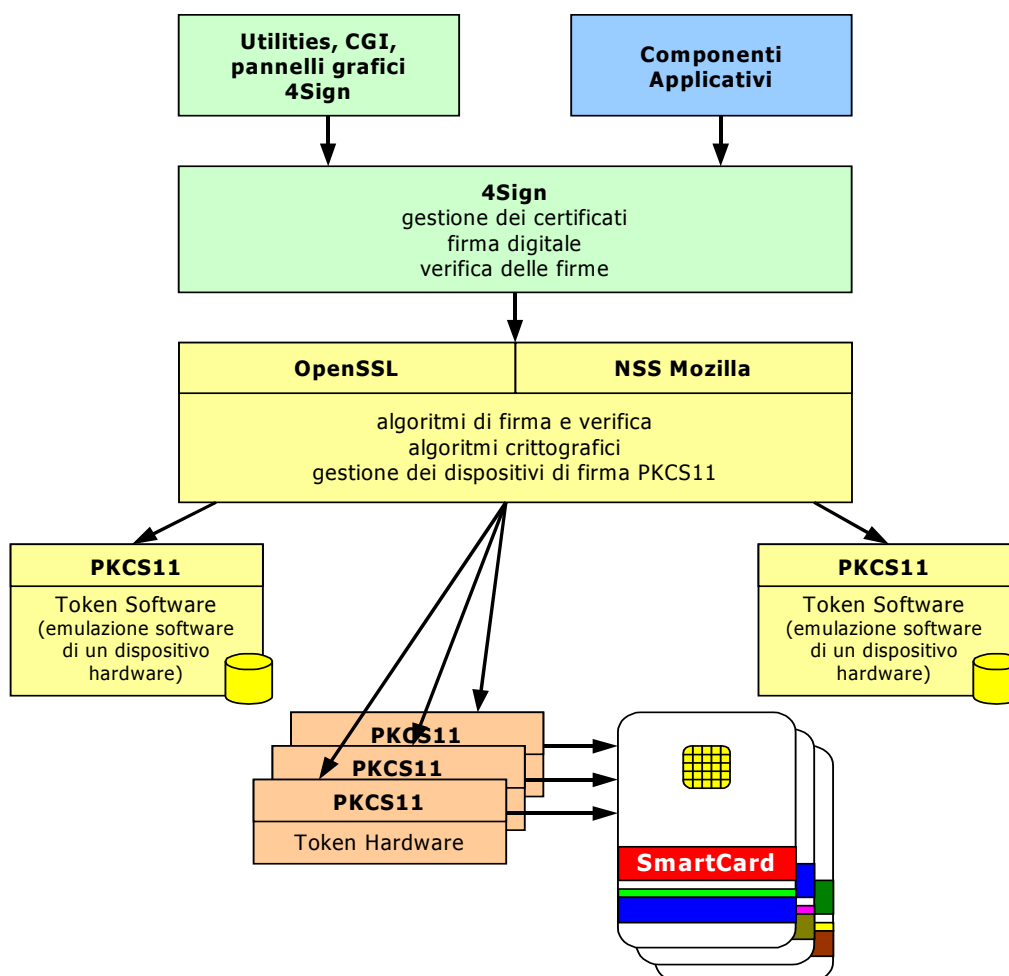 Utilities, CGI,
pannelli grafici
4Sign
Componenti
Applicativi
4Sign
gestione dei certificati
firma digitale
verifica delle firme
OpenSSL
NSS Mozilla
algoritmi di firma e verifica
algoritmi crittografici
gestione dei dispositivi di firma PKCS11
PKCS11
Token Software
(emulazione software
di un dispositivo
hardware)
PKCS11
Token Software
(emulazione software
di un dispositivo
hardware)
PKCS11
PKCS11
PKCS11
Token Hardware
SmartCard